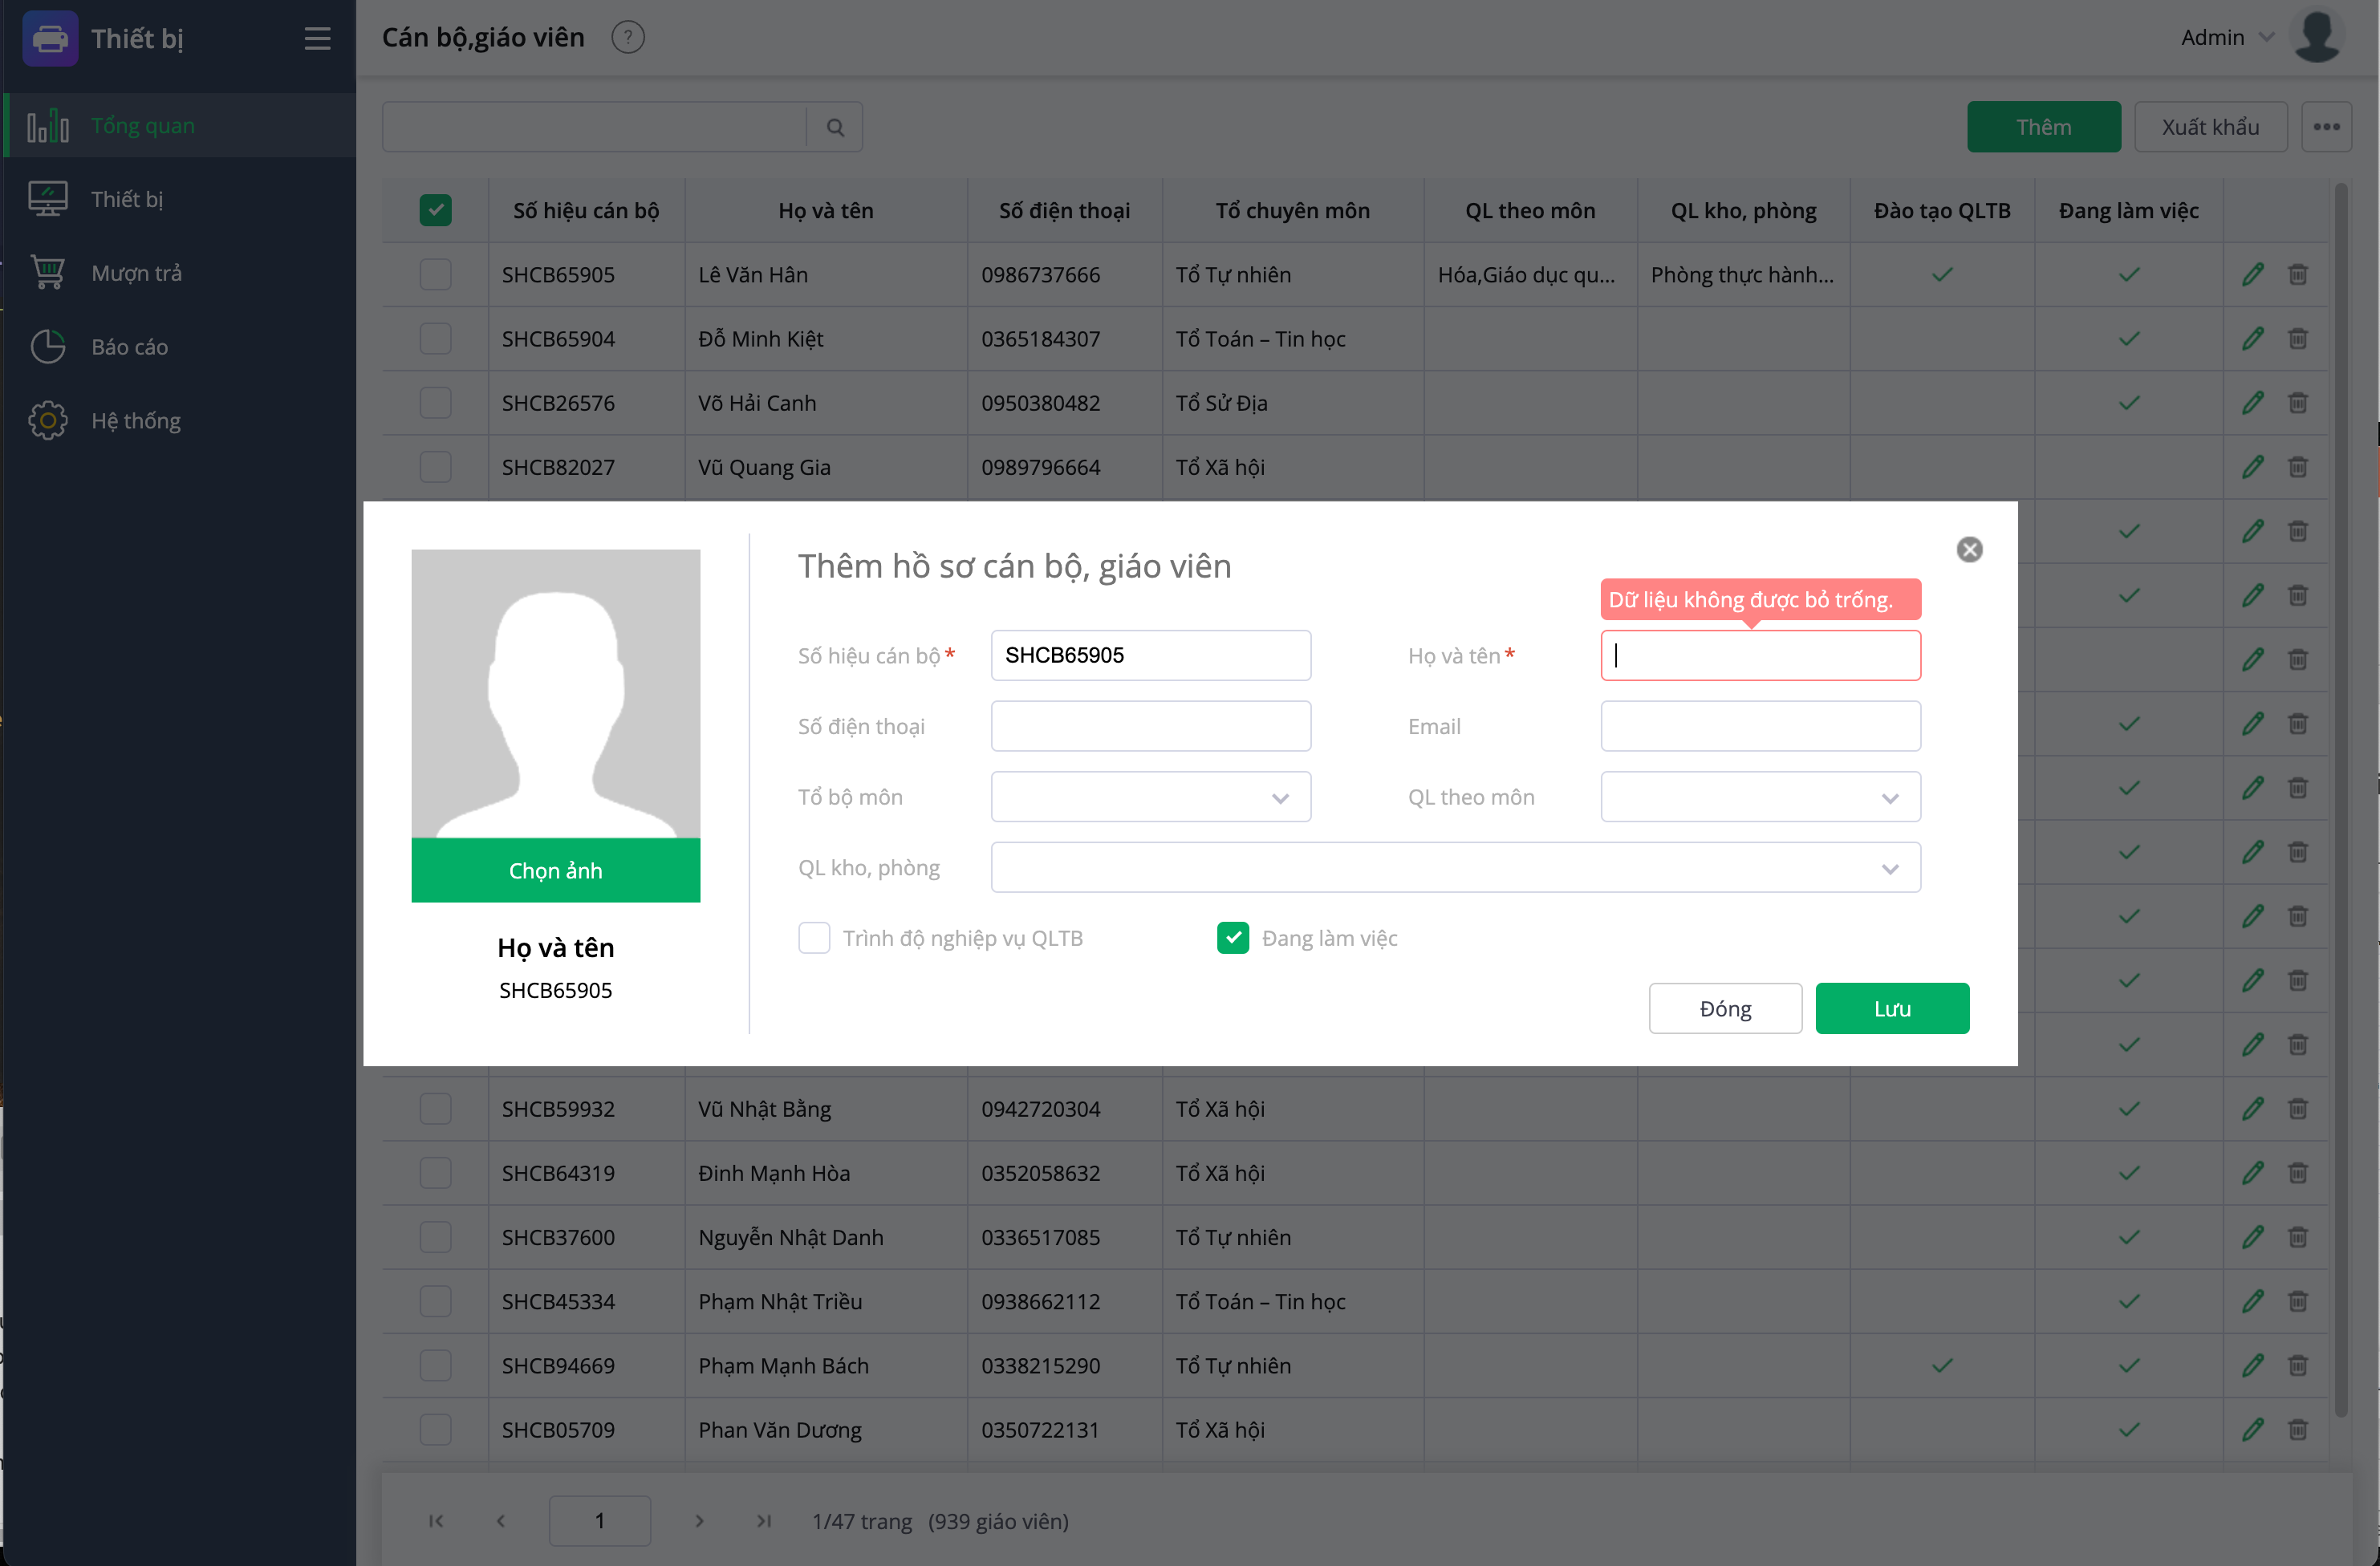 Thiết bị
Cán bộ,giáo viên
?
Admin
Tổng quan
Thiết bị
Mượn trả
Báo cáo
Hệ thống
Thêm
Xuất khẩu
Số hiệu cán bộ Họ và tên Số điện thoại Tổ chuyên môn QL theo môn QL kho, phòng Đào tạo QLTB Đang làm việc
SHCB65905 Lê Văn Hân 0986737666 Tổ Tự nhiên Hóa,Giáo dục qu... Phòng thực hành...
SHCB65904 Đỗ Minh Kiệt 0365184307 Tổ Toán – Tin học
SHCB26576 Võ Hải Canh 0950380482 Tổ Sử Địa
SHCB82027 Vũ Quang Gia 0989796664 Tổ Xã hội
Thêm hồ sơ cán bộ, giáo viên
Dữ liệu không được bỏ trống.
Số hiệu cán bộ* SHCB65905 Họ và tên*
Số điện thoại Email
Tổ bộ môn QL theo môn
QL kho, phòng
Trình độ nghiệp vụ QLTB Đang làm việc
Chọn ảnh
Họ và tên
SHCB65905
Đóng Lưu
SHCB59932 Vũ Nhật Bằng 0942720304 Tổ Xã hội
SHCB64319 Đinh Mạnh Hòa 0352058632 Tổ Xã hội
SHCB37600 Nguyễn Nhật Danh 0336517085 Tổ Tự nhiên
SHCB45334 Phạm Nhật Triều 0938662112 Tổ Toán – Tin học
SHCB94669 Phạm Mạnh Bách 0338215290 Tổ Tự nhiên
SHCB05709 Phan Văn Dương 0350722131 Tổ Xã hội
1 1/47 trang (939 giáo viên)